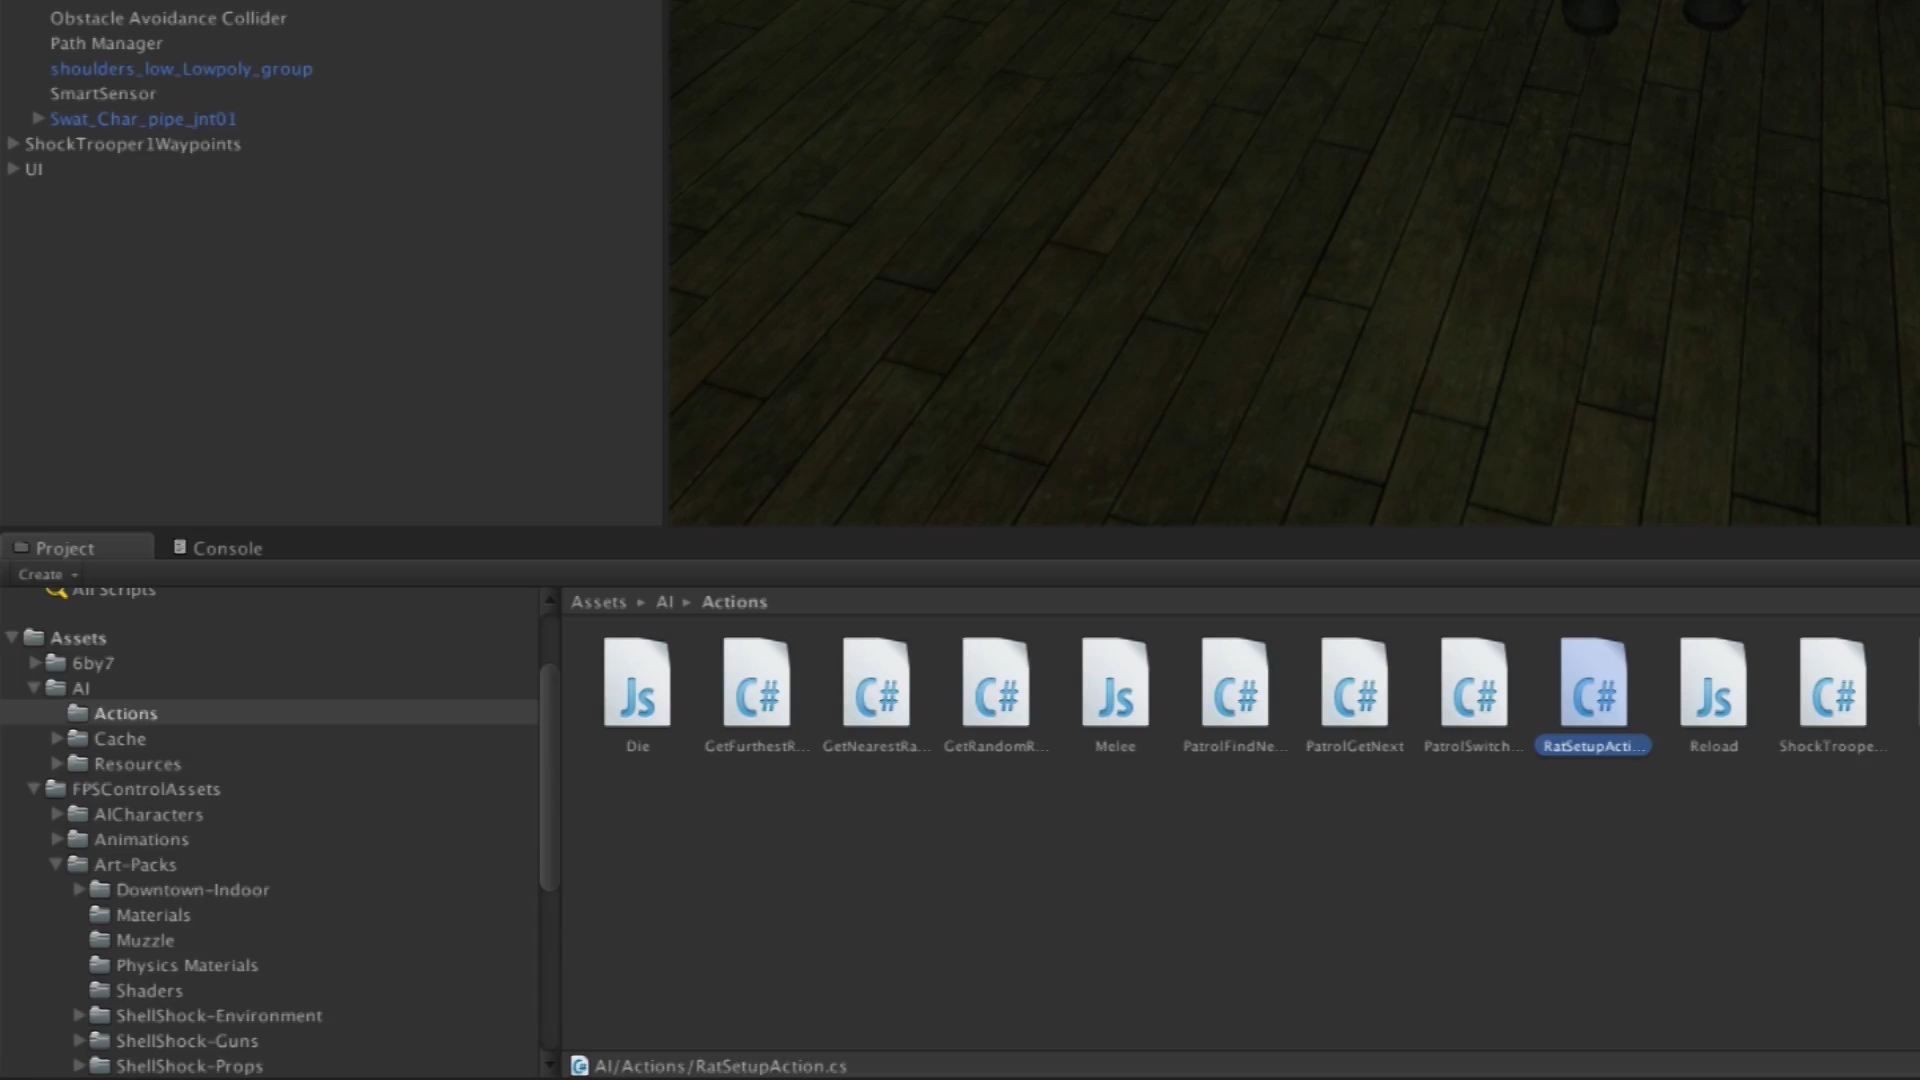 Obstacle Avoidance Collider
Path Manager
shoulders_low_Lowpoly_group
SmartSensor
Swat_Char_pipe_jnt01
ShockTrooper1Waypoints
UI
Project
Console
Create
All Scripts
Assets
6by7
AI
Actions
Cache
Resources
FPSControlAssets
AICharacters
Animations
Art-Packs
Downtown-Indoor
Materials
Muzzle
Physics Materials
Shaders
ShellShock-Environment
ShellShock-Guns
ShellShock-Props
Assets ▸ AI ▸ Actions
Js C# C# C# Js C# C# C# C# Js C#
Die GetFurthestR... GetNearestRa... GetRandomR... Melee PatrolFindNe... PatrolGetNext PatrolSwitch... RatSetupActi... Reload ShockTroope...
AI/Actions/RatSetupAction.cs